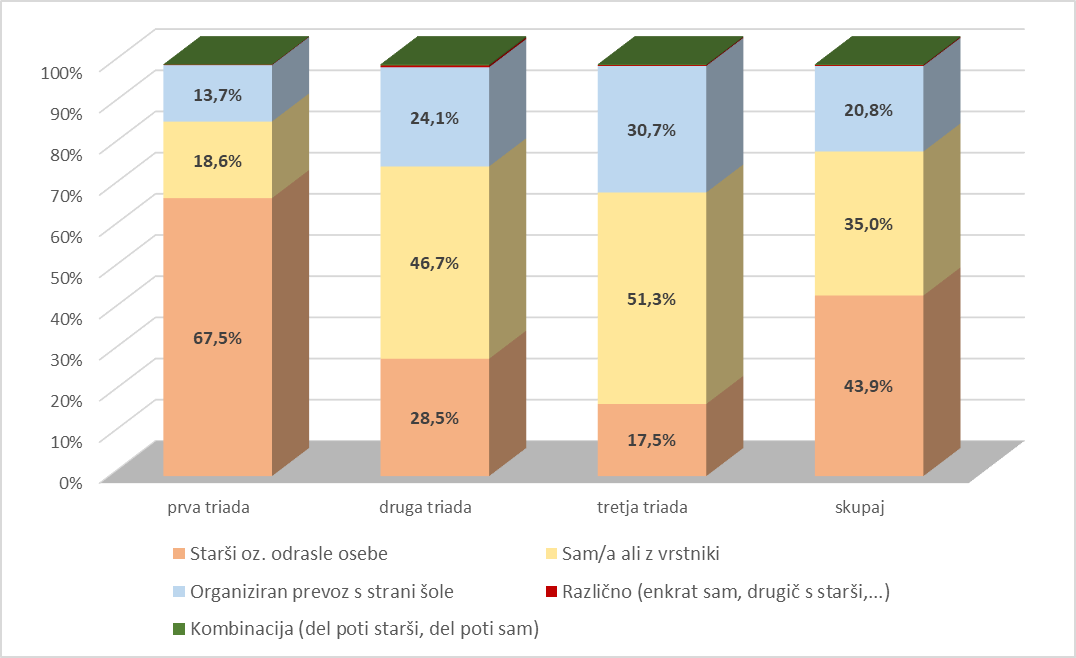 100%
90%
80%
70%
60%
50%
40%
30%
20%
10%
0%
13,7%
18,6%
67,5%
24,1%
46,7%
28,5%
30,7%
51,3%
17,5%
20,8%
35,0%
43,9%
prva triada
druga triada
tretja triada
skupaj
Starši oz. odrasle osebe
Sam/a ali z vrstniki
Organiziran prevoz s strani šole
Različno (enkrat sam, drugič s starši,...)
Kombinacija (del poti starši, del poti sam)